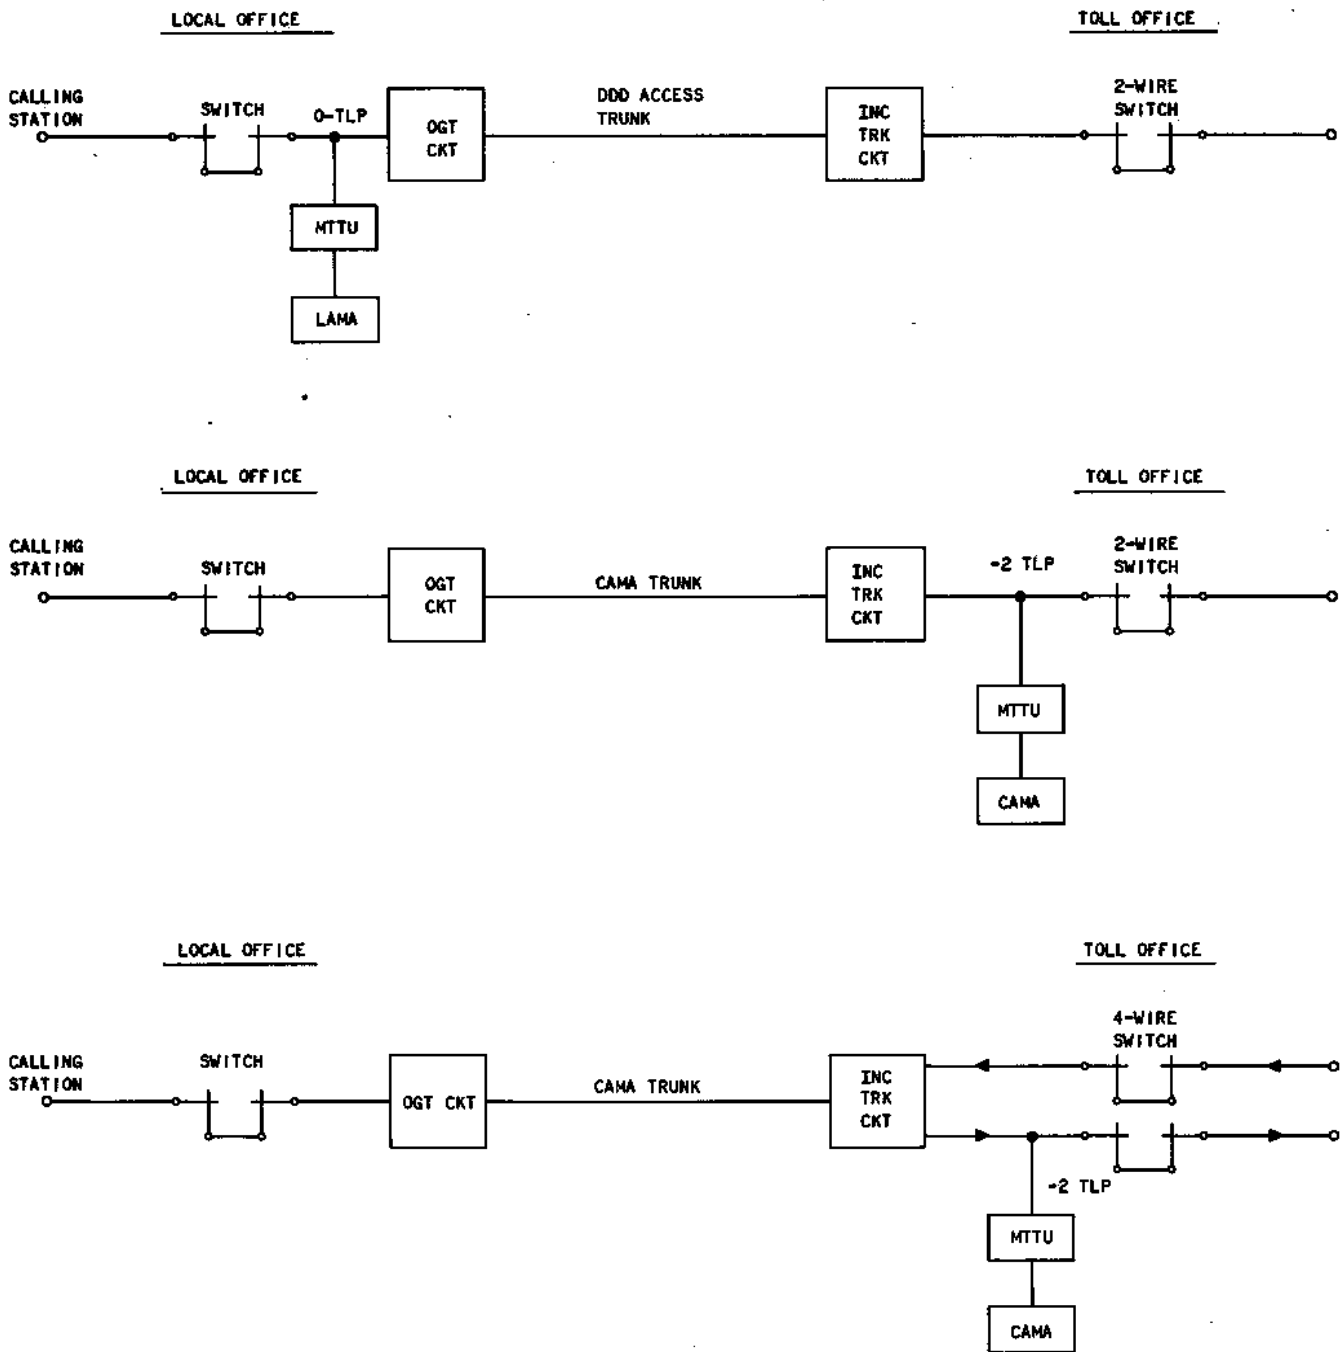 LOCAL OFFICE
TOLL OFFICE
CALLING
STATION
SWITCH
0-TLP
OGT
CKT
DDD ACCESS
TRUNK
INC
TRK
CKT
2-WIRE
SWITCH
MTTU
LAMA
LOCAL OFFICE
TOLL OFFICE
CALLING
STATION
SWITCH
OGT
CKT
CAMA TRUNK
INC
TRK
CKT
-2 TLP
2-WIRE
SWITCH
MTTU
CAMA
LOCAL OFFICE
TOLL OFFICE
CALLING
STATION
SWITCH
OGT CKT
CAMA TRUNK
INC
TRK
CKT
4-WIRE
SWITCH
-2 TLP
MTTU
CAMA